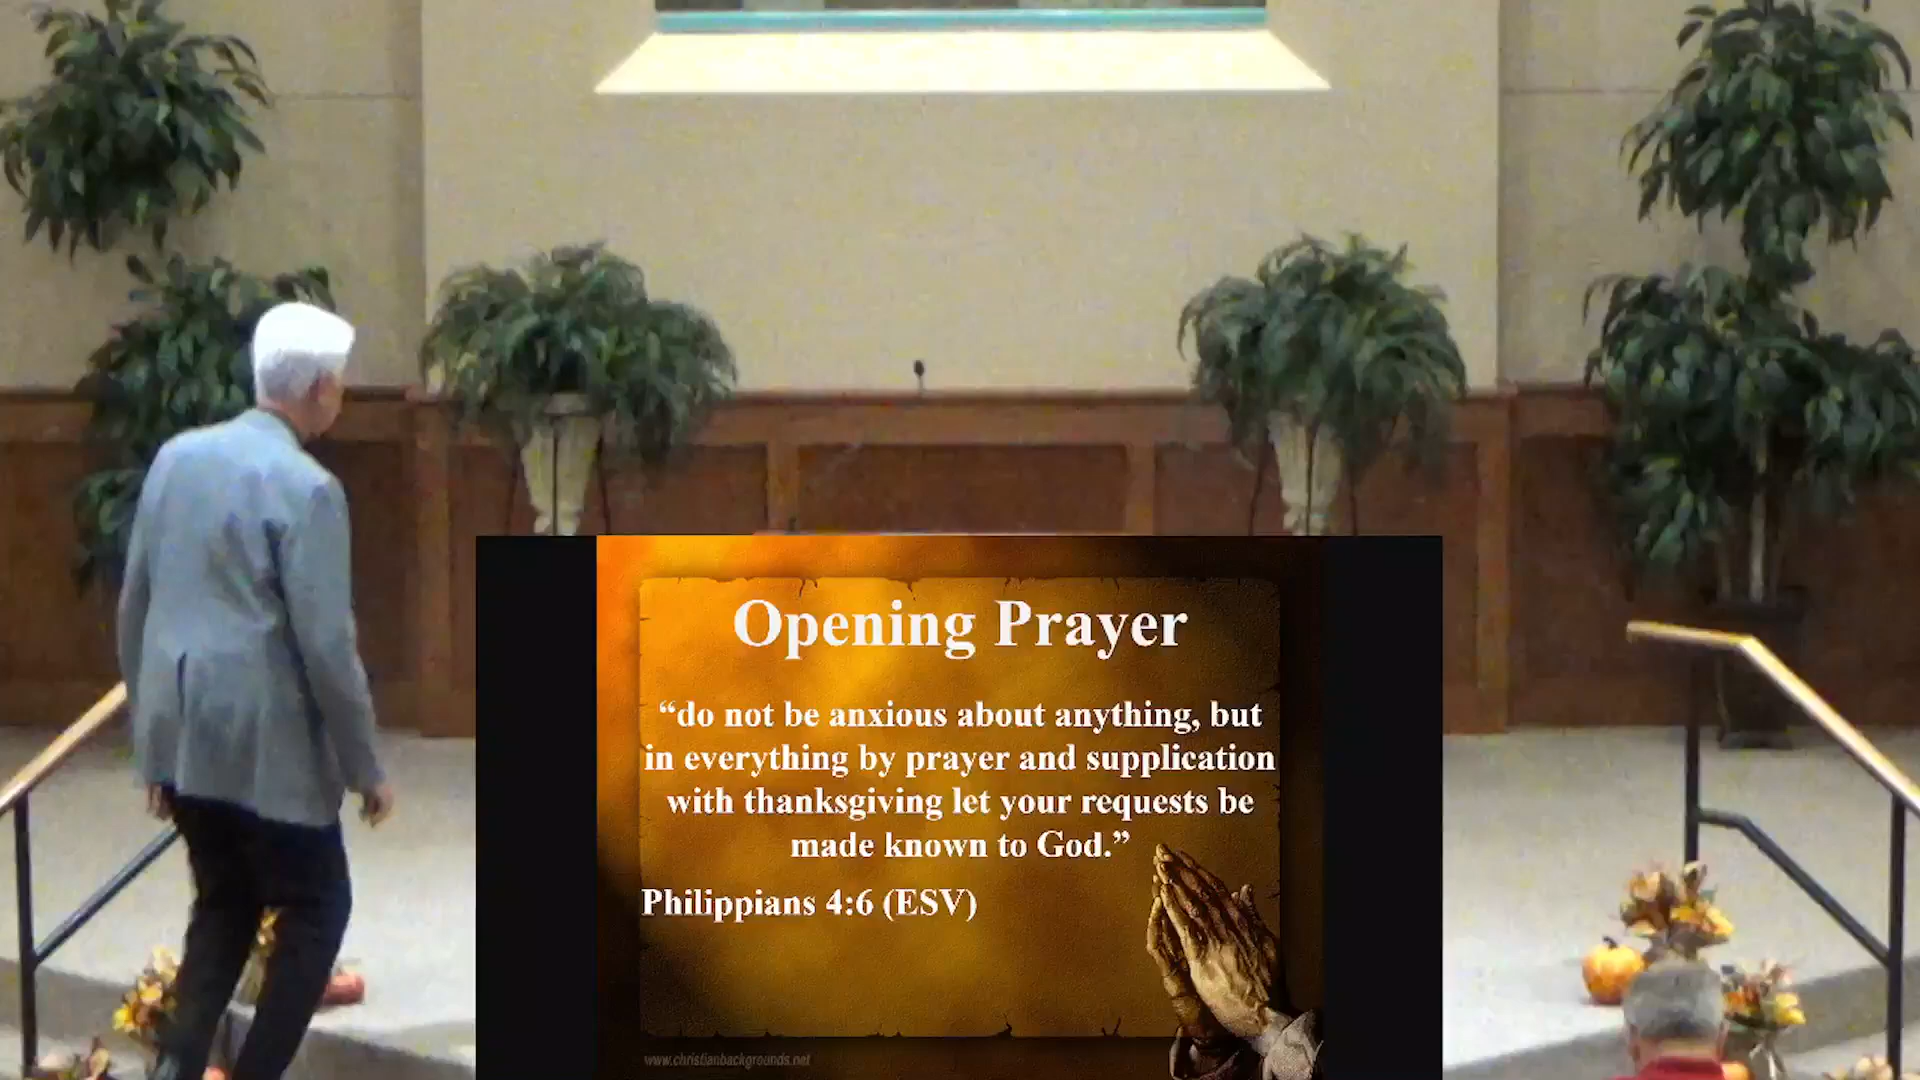 Opening Prayer
“do not be anxious about anything, but
in everything by prayer and supplication
with thanksgiving let your requests be
made known to God.”
Philippians 4:6 (ESV)
www.christianbackgrounds.net